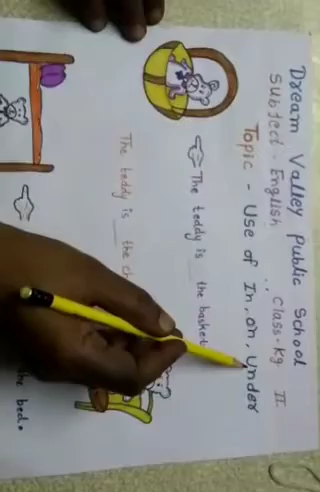 Dream Valley Public School
Subject - English Class - Kg II
Topic - Use of In, on, Under
The teddy is _ the basket
The teddy is _ the ch
the bed.